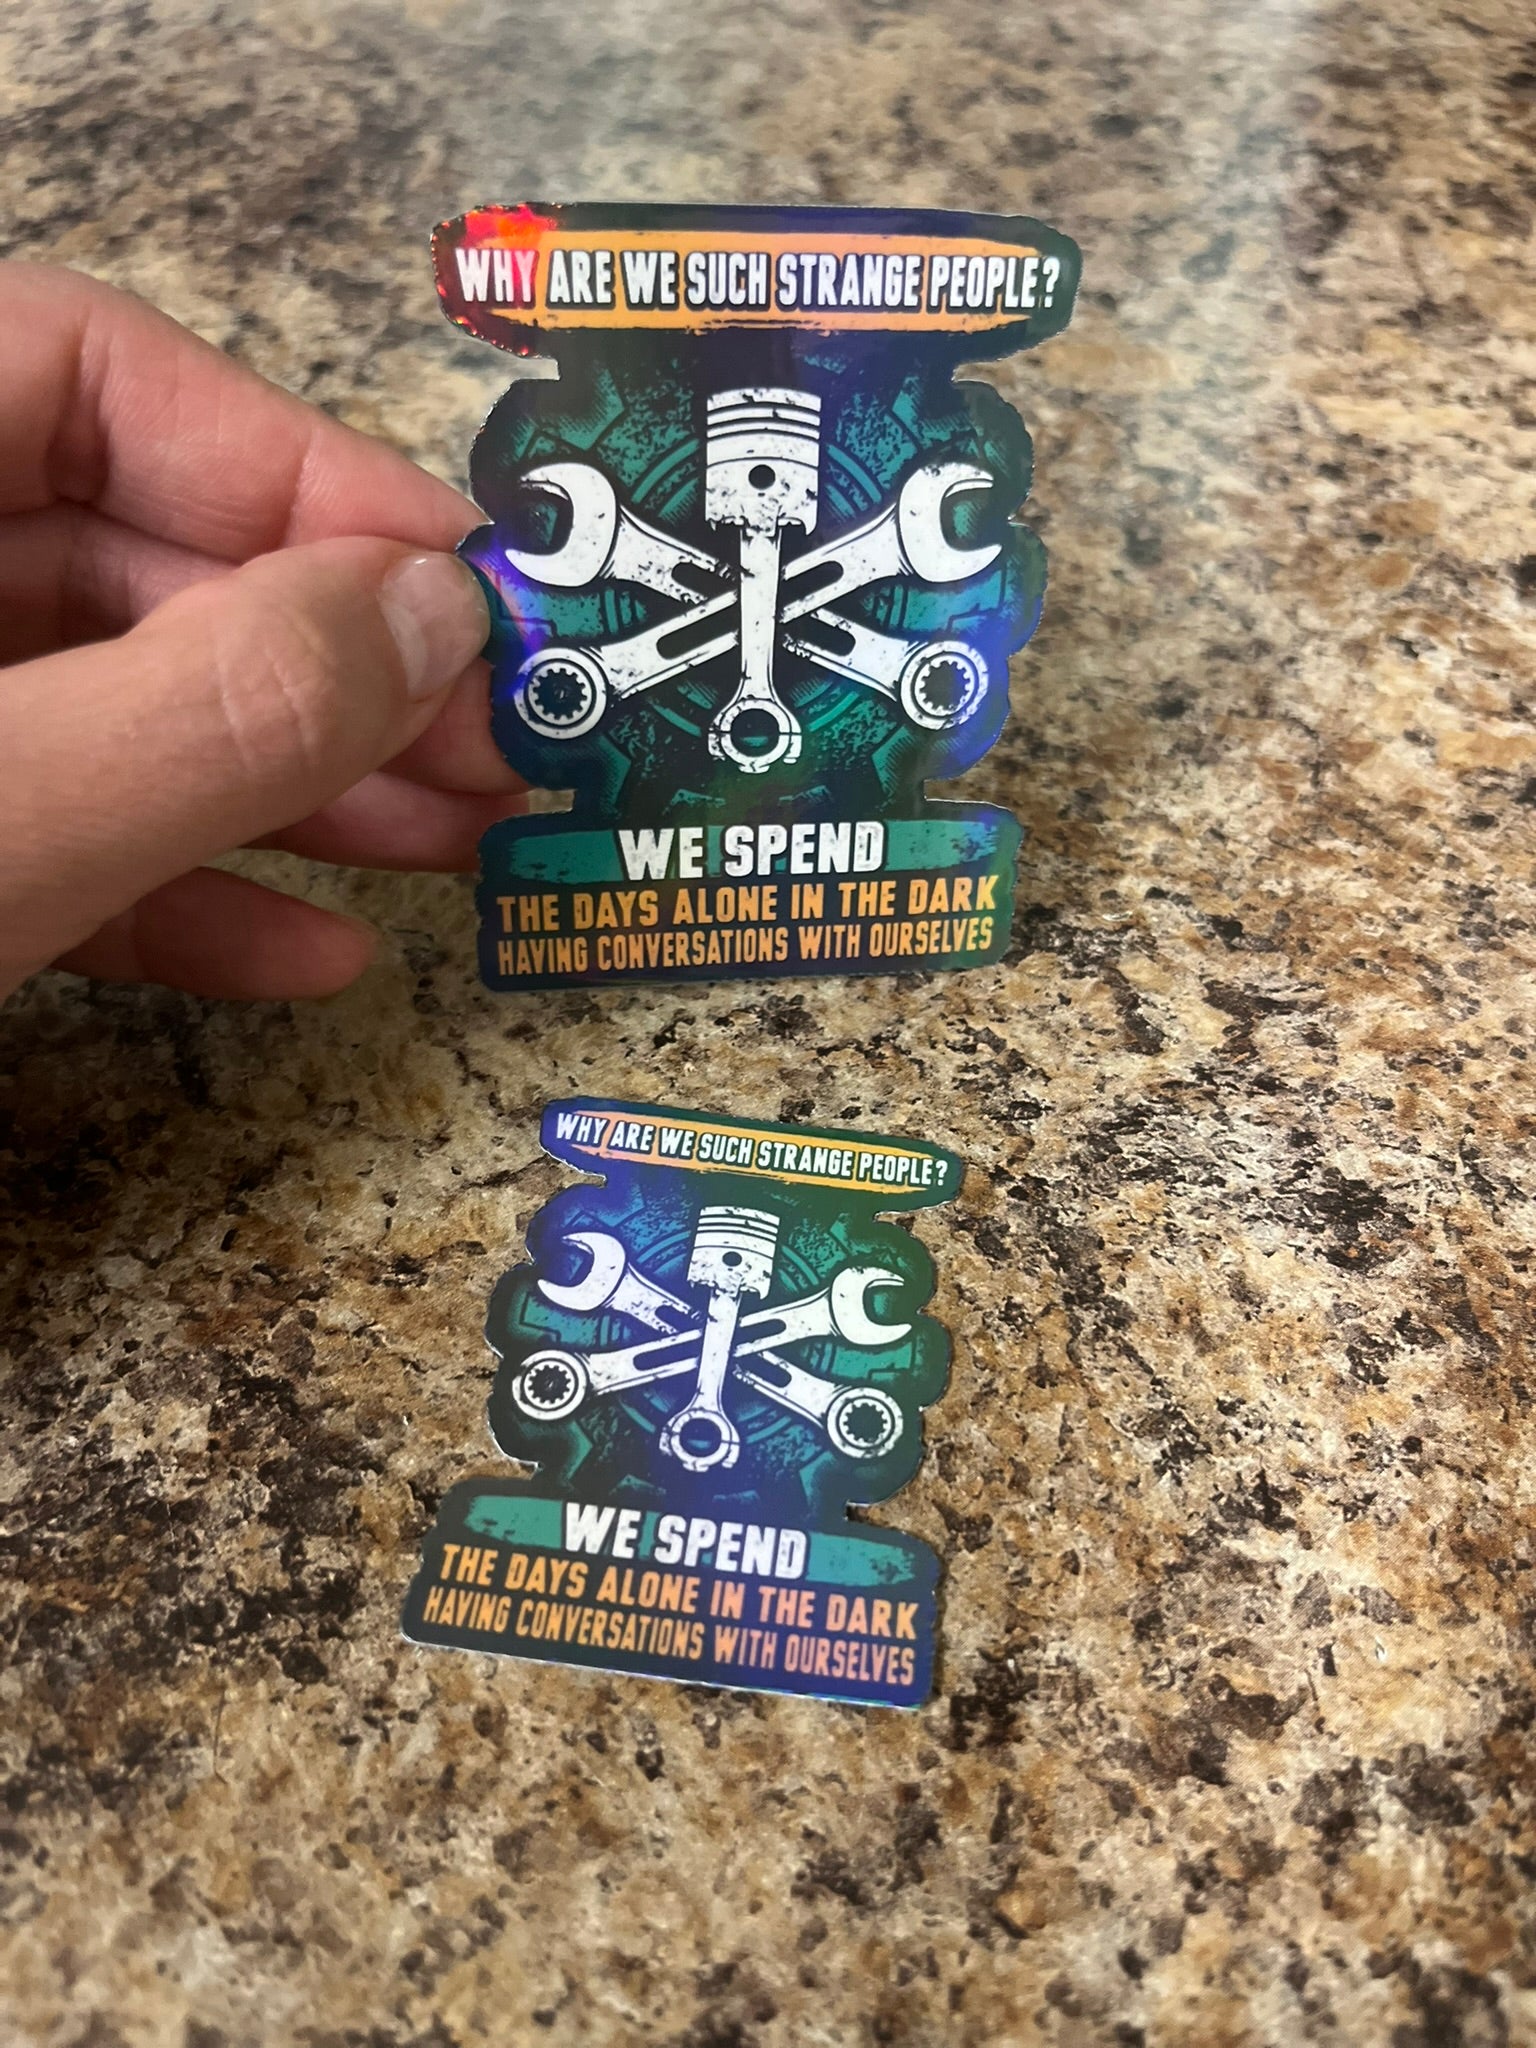 WHY ARE WE SUCH STRANGE PEOPLE?
WE SPEND
THE DAYS ALONE IN THE DARK
HAVING CONVERSATIONS WITH OURSELVES
WHY ARE WE SUCH STRANGE PEOPLE?
WE SPEND
THE DAYS ALONE IN THE DARK
HAVING CONVERSATIONS WITH OURSELVES